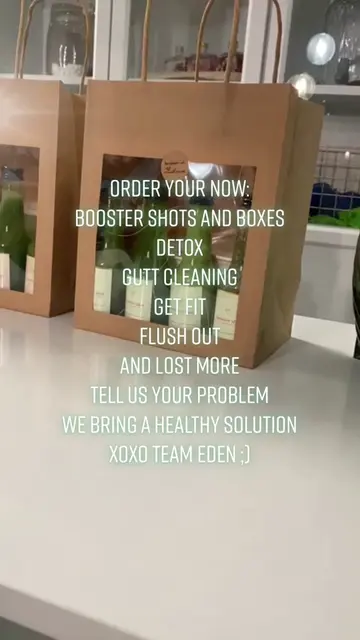 ORDER YOUR NOW:
BOOSTER SHOTS AND BOXES
DETOX
GUTT CLEANING
GET FIT
FLUSH OUT
AND LOST MORE
TELL US YOUR PROBLEM
WE BRING A HEALTHY SOLUTION
XOXO TEAM EDEN ;)